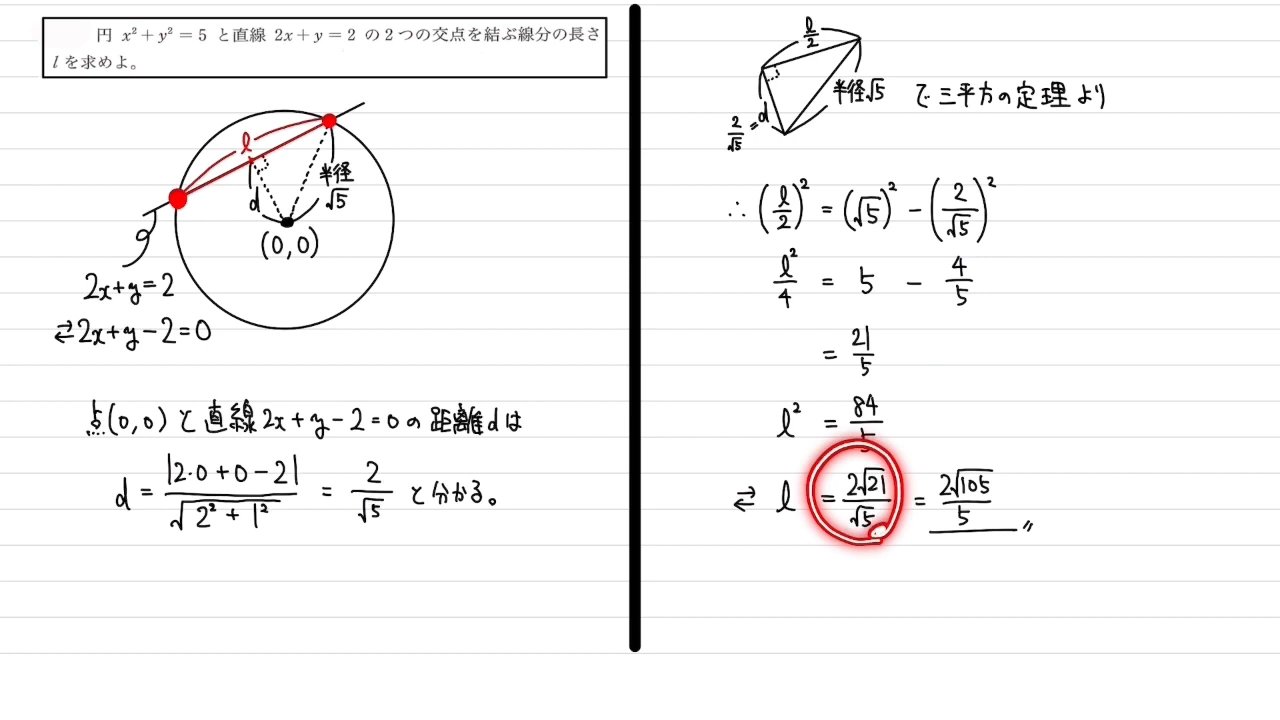 円 x² + y² = 5 と直線 2x + y = 2 の2つの交点を結ぶ線分の長さ
l を求めよ。
l
半径
√5
d
(0,0)
2x+y=2
⇄2x+y−2=0
点(0,0)と直線2x+y−2=0の距離dは
d = |2·0+0−2| / √(2²+1²) = 2/√5 と分かる。
l/2
半径√5
d
2/√5 =
で三平方の定理より
∴ (l/2)² = (√5)² − (2/√5)²
l²/4 = 5 − 4/5
= 21/5
l² = 84/5
⇄ l = 2√21/√5 = 2√105/5 〃